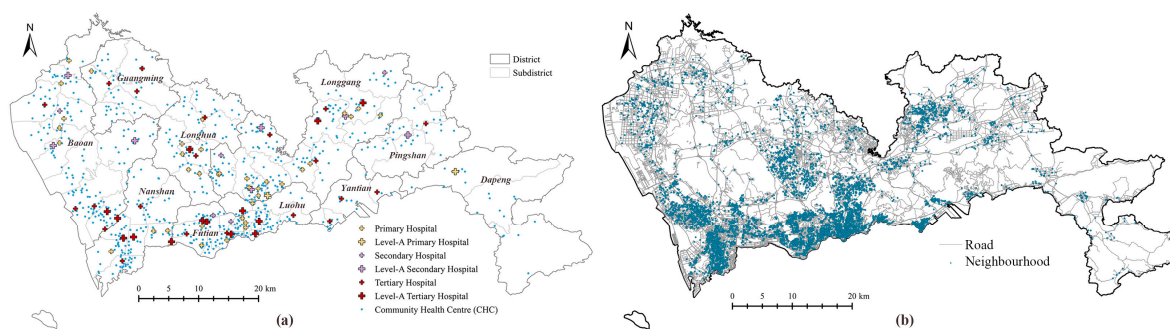 N
District
Subdistrict
Guangming
Longgang
Baoan
Longhua
Pingshan
Nanshan
Luohu
Yantian
Dapeng
Futian
Primary Hospital
Level-A Primary Hospital
Secondary Hospital
Level-A Secondary Hospital
Tertiary Hospital
Level-A Tertiary Hospital
Community Health Centre (CHC)
0 5 10 20 km
(a)
N
Road
Neighbourhood
0 5 10 20 km
(b)